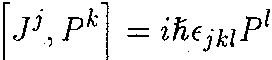 [J^j, P^k] = iħϵ_{jkl}P^l